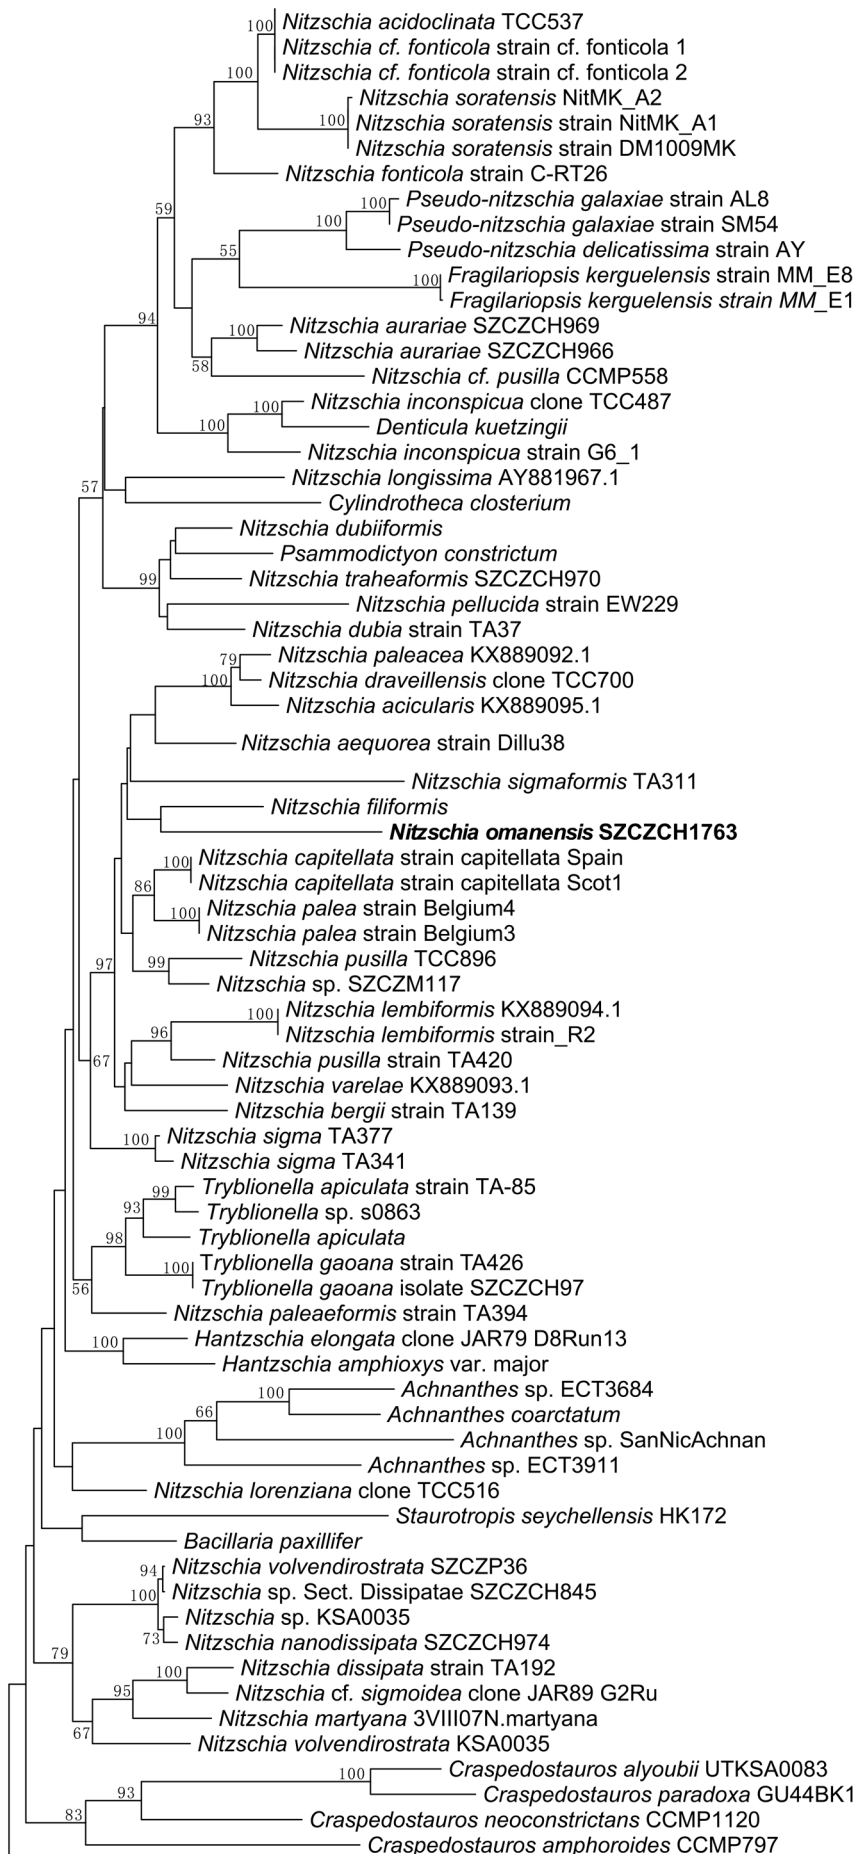 100
Nitzschia acidoclinata TCC537
Nitzschia cf. fonticola strain cf. fonticola 1
100
Nitzschia cf. fonticola strain cf. fonticola 2
Nitzschia soratensis NitMK_A2
93
100
Nitzschia soratensis strain NitMK_A1
Nitzschia soratensis strain DM1009MK
Nitzschia fonticola strain C-RT26
59
100
Pseudo-nitzschia galaxiae strain AL8
100
Pseudo-nitzschia galaxiae strain SM54
55
Pseudo-nitzschia delicatissima strain AY
100
Fragilariopsis kerguelensis strain MM_E8
Fragilariopsis kerguelensis strain MM_E1
94
100
Nitzschia aurariae SZCZCH969
Nitzschia aurariae SZCZCH966
58
Nitzschia cf. pusilla CCMP558
100
Nitzschia inconspicua clone TCC487
100
Denticula kuetzingii
Nitzschia inconspicua strain G6_1
Nitzschia longissima AY881967.1
57
Cylindrotheca closterium
Nitzschia dubiiformis
Psammodictyon constrictum
99
Nitzschia traheaformis SZCZCH970
Nitzschia pellucida strain EW229
Nitzschia dubia strain TA37
79
Nitzschia paleacea KX889092.1
100
Nitzschia draveillensis clone TCC700
Nitzschia acicularis KX889095.1
Nitzschia aequorea strain Dillu38
Nitzschia sigmaformis TA311
Nitzschia filiformis
Nitzschia omanensis SZCZCH1763
100
Nitzschia capitellata strain capitellata Spain
86
Nitzschia capitellata strain capitellata Scot1
100
Nitzschia palea strain Belgium4
Nitzschia palea strain Belgium3
97
99
Nitzschia pusilla TCC896
Nitzschia sp. SZCZM117
100
Nitzschia lembiformis KX889094.1
96
Nitzschia lembiformis strain_R2
67
Nitzschia pusilla strain TA420
Nitzschia varelae KX889093.1
Nitzschia bergii strain TA139
100
Nitzschia sigma TA377
Nitzschia sigma TA341
99
Tryblionella apiculata strain TA-85
93
Tryblionella sp. s0863
98
Tryblionella apiculata
100
Tryblionella gaoana strain TA426
56
Tryblionella gaoana isolate SZCZCH97
Nitzschia paleaeformis strain TA394
100
Hantzschia elongata clone JAR79 D8Run13
Hantzschia amphioxys var. major
100
Achnanthes sp. ECT3684
66
Achnanthes coarctatum
100
Achnanthes sp. SanNicAchnan
Achnanthes sp. ECT3911
Nitzschia lorenziana clone TCC516
Staurotropis seychellensis HK172
Bacillaria paxillifer
94
Nitzschia volvendirostrata SZCZP36
100
Nitzschia sp. Sect. Dissipatae SZCZCH845
Nitzschia sp. KSA0035
73
Nitzschia nanodissipata SZCZCH974
79
100
Nitzschia dissipata strain TA192
95
Nitzschia cf. sigmoidea clone JAR89 G2Ru
67
Nitzschia martyana 3VIII07N.martyana
Nitzschia volvendirostrata KSA0035
100
Craspedostauros alyoubii UTKSA0083
93
Craspedostauros paradoxa GU44BK1
83
Craspedostauros neoconstrictans CCMP1120
Craspedostauros amphoroides CCMP797